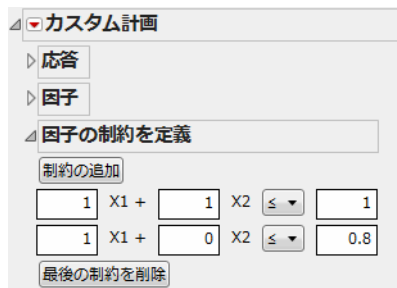 カスタム計画
応答
因子
因子の制約を定義
制約の追加
1 X1 + 1 X2 ≤ 1
1 X1 + 0 X2 ≤ 0.8
最後の制約を削除